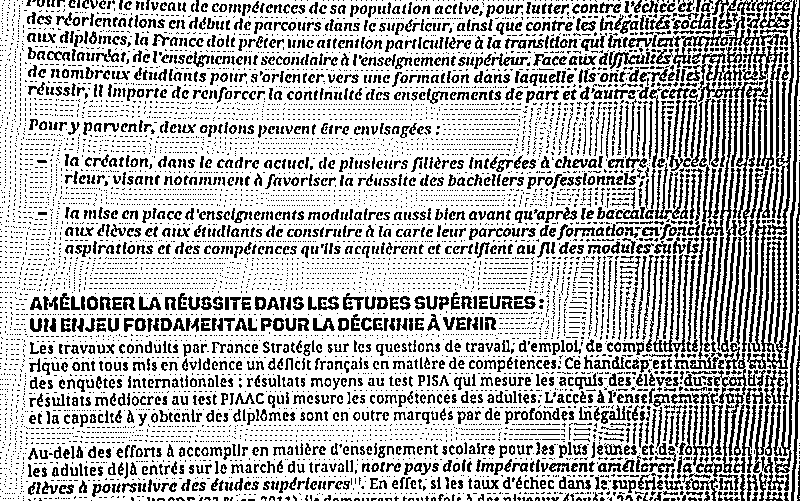 Pour élever le niveau de compétences de sa population active, pour lutter contre l'échec et la fréquence
des réorientations en début de parcours dans le supérieur, ainsi que contre les inégalités sociales d'accès
aux diplômes, la France doit prêter une attention particulière à la transition qui intervient au moment du
baccalauréat, de l'enseignement secondaire à l'enseignement supérieur. Face aux difficultés que rencontrent
de nombreux étudiants pour s'orienter vers une formation dans laquelle ils ont de réelles chances de
réussir, il importe de renforcer la continuité des enseignements de part et d'autre de cette frontière.
Pour y parvenir, deux options peuvent être envisagées :
– la création, dans le cadre actuel, de plusieurs filières intégrées à cheval entre le lycée et le supé-
rieur, visant notamment à favoriser la réussite des bacheliers professionnels ;
– la mise en place d'enseignements modulaires aussi bien avant qu'après le baccalauréat, permettant
aux élèves et aux étudiants de construire à la carte leur parcours de formation, en fonction de leurs
aspirations et des compétences qu'ils acquièrent et certifient au fil des modules suivis.
AMÉLIORER LA RÉUSSITE DANS LES ÉTUDES SUPÉRIEURES :
UN ENJEU FONDAMENTAL POUR LA DÉCENNIE À VENIR
Les travaux conduits par France Stratégie sur les questions de travail, d'emploi, de compétitivité et de numé-
rique ont tous mis en évidence un déficit français en matière de compétences. Ce handicap est manifeste au vu
des enquêtes internationales : résultats moyens au test PISA qui mesure les acquis des élèves du secondaire,
résultats médiocres au test PIAAC qui mesure les compétences des adultes. L'accès à l'enseignement supérieur
et la capacité à y obtenir des diplômes sont en outre marqués par de profondes inégalités.
Au-delà des efforts à accomplir en matière d'enseignement scolaire pour les plus jeunes et de formation pour
les adultes déjà entrés sur le marché du travail, notre pays doit impérativement améliorer la capacité des
élèves à poursuivre des études supérieures. En effet, si les taux d'échec dans le supérieur sont